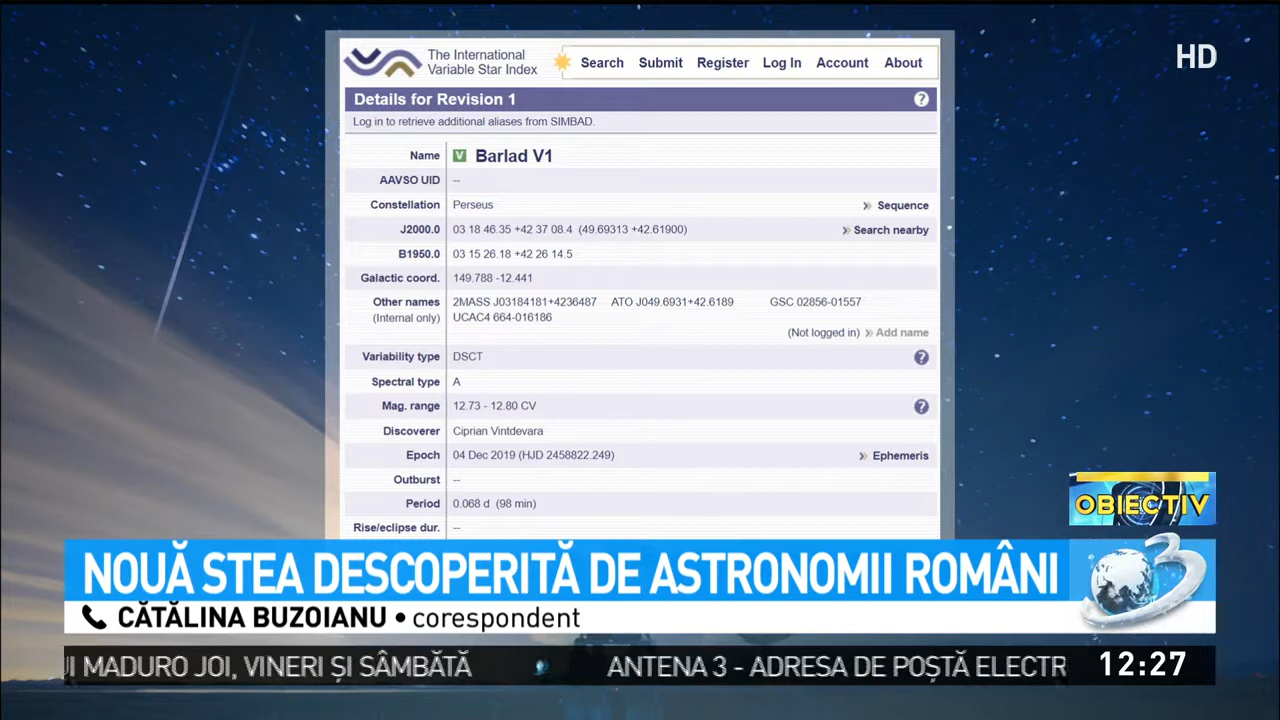 HD
The International
Variable Star Index
Search Submit Register Log In Account About
Details for Revision 1 ?
Log in to retrieve additional aliases from SIMBAD.
Name V Barlad V1
AAVSO UID --
Constellation Perseus » Sequence
J2000.0 03 18 46.35 +42 37 08.4 (49.69313 +42.61900) » Search nearby
B1950.0 03 15 26.18 +42 26 14.5
Galactic coord. 149.788 -12.441
Other names 2MASS J03184181+4236487 ATO J049.6931+42.6189 GSC 02856-01557
(Internal only) UCAC4 664-016186
(Not logged in) » Add name
Variability type DSCT ?
Spectral type A
Mag. range 12.73 - 12.80 CV ?
Discoverer Ciprian Vintdevara
Epoch 04 Dec 2019 (HJD 2458822.249) » Ephemeris
Outburst --
Period 0.068 d (98 min)
Rise/eclipse dur. --
OBIECTIV
NOUĂ STEA DESCOPERITĂ DE ASTRONOMII ROMÂNI
3
CĂTĂLINA BUZOIANU • corespondent
UI MADURO JOI, VINERI ȘI SÂMBĂTĂ ANTENA 3 - ADRESA DE POȘTĂ ELECTR 12:27